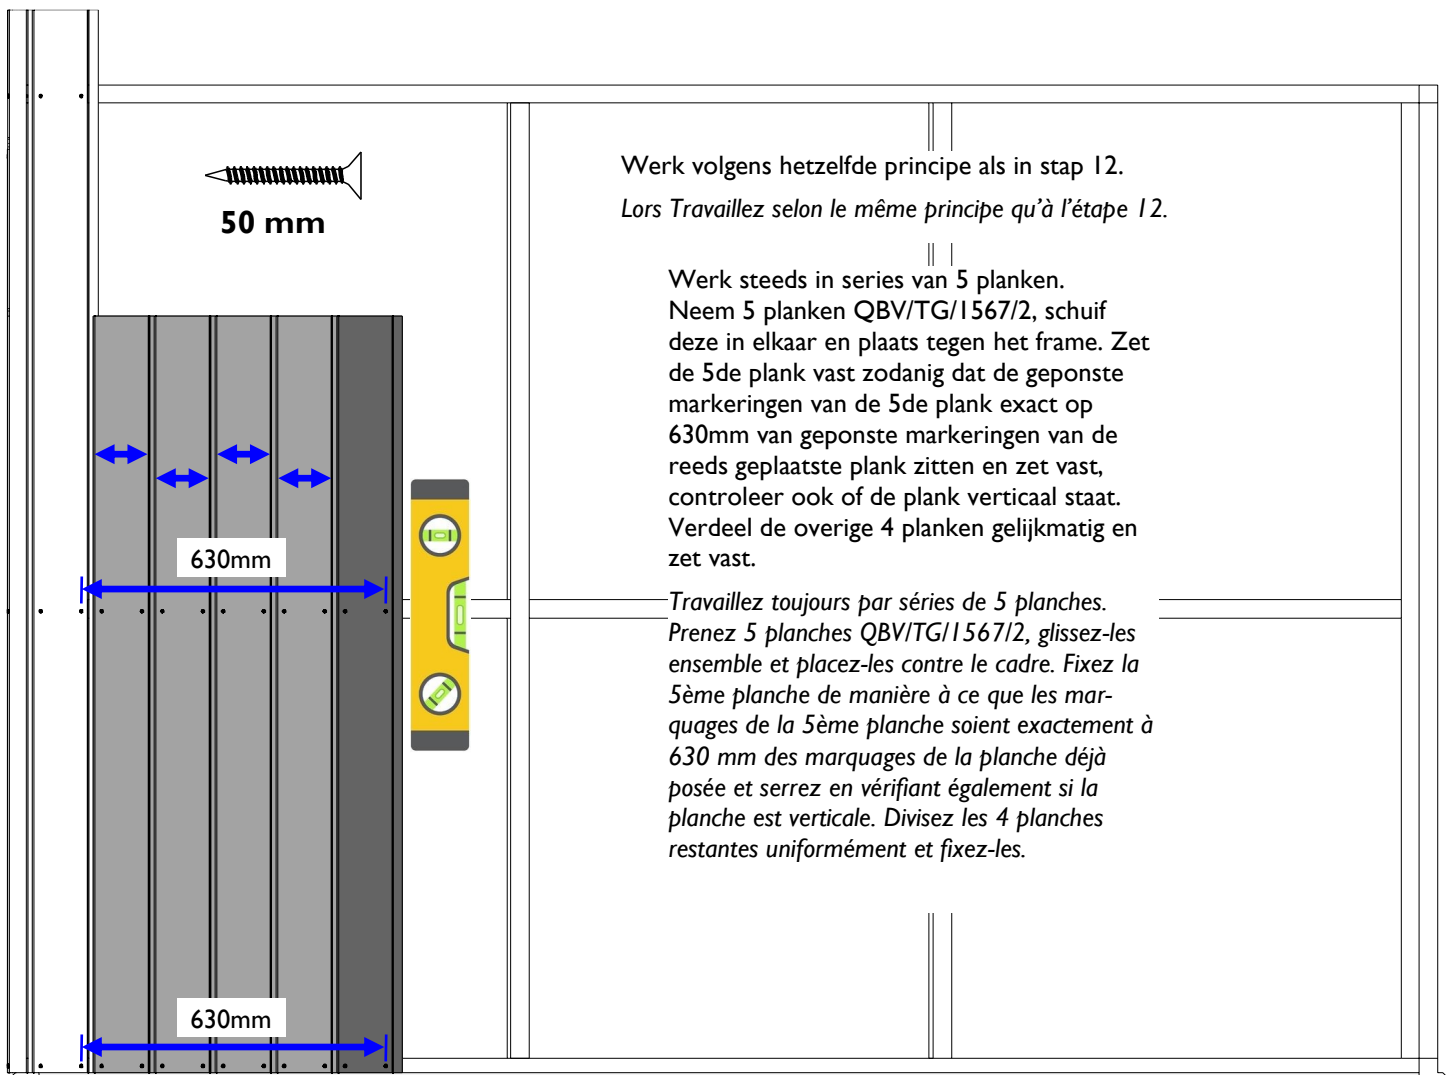 50 mm
Werk volgens hetzelfde principe als in stap 12.
Lors Travaillez selon le même principe qu’à l’étape 12.
Werk steeds in series van 5 planken.
Neem 5 planken QBV/TG/1567/2, schuif
deze in elkaar en plaats tegen het frame. Zet
de 5de plank vast zodanig dat de geponste
markeringen van de 5de plank exact op
630mm van geponste markeringen van de
reeds geplaatste plank zitten en zet vast,
controleer ook of de plank verticaal staat.
Verdeel de overige 4 planken gelijkmatig en
zet vast.
Travaillez toujours par séries de 5 planches.
Prenez 5 planches QBV/TG/1567/2, glissez-les
ensemble et placez-les contre le cadre. Fixez la
5ème planche de manière à ce que les mar-
quages de la 5ème planche soient exactement à
630 mm des marquages de la planche déjà
posée et serrez en vérifiant également si la
planche est verticale. Divisez les 4 planches
restantes uniformément et fixez-les.
630mm
630mm